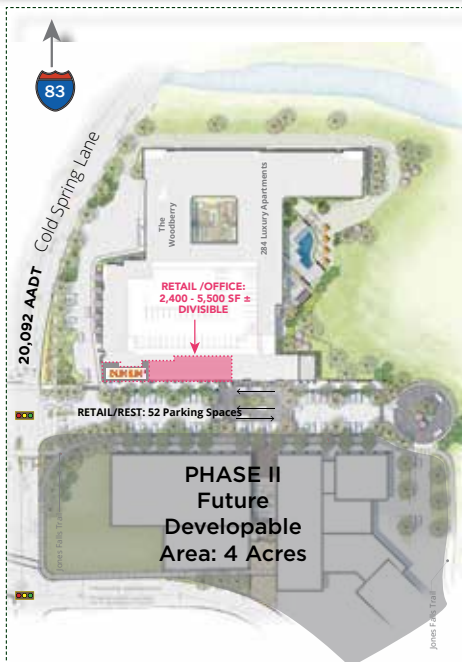 83
Cold Spring Lane
20,092 AADT
The
Woodberry
284 Luxury Apartments
RETAIL /OFFICE:
2,400 - 5,500 SF ±
DIVISIBLE
RETAIL/REST: 52 Parking Spaces
PHASE II
Future
Developable
Area: 4 Acres
Jones Falls Trail
Jones Falls Trail